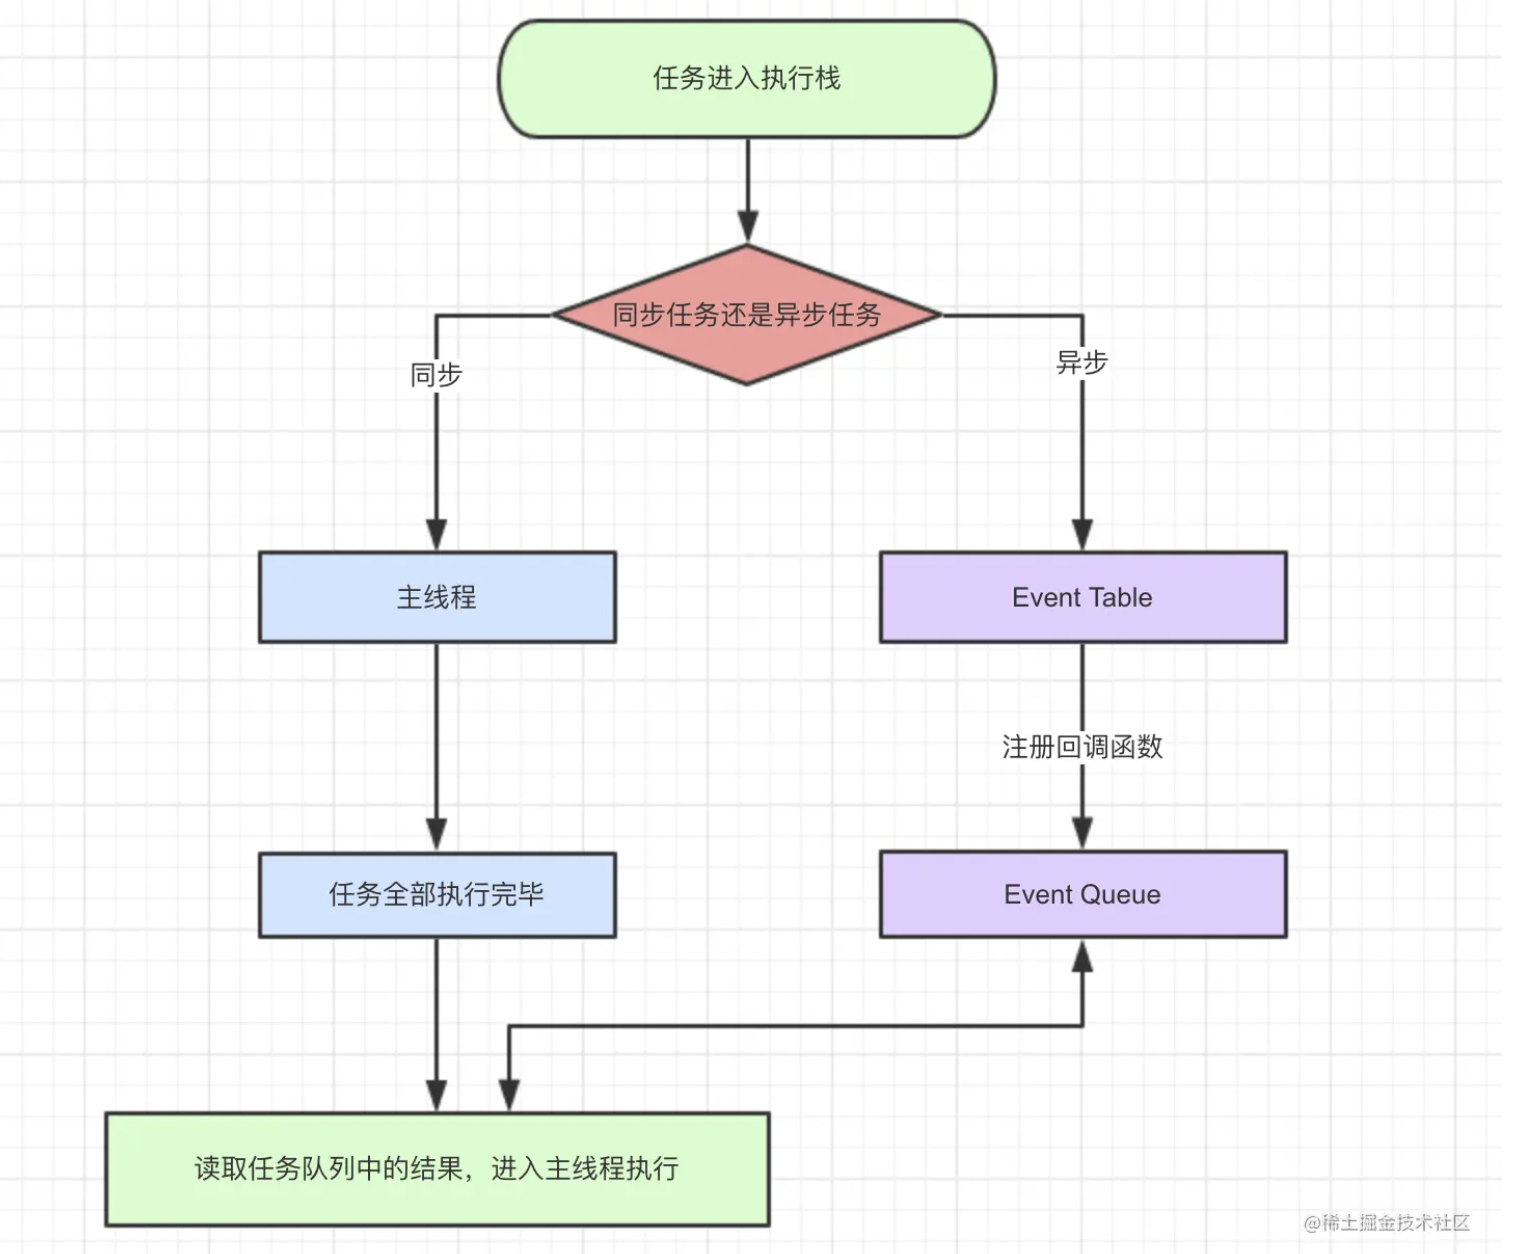 任务进入执行栈
同步任务还是异步任务
同步
异步
主线程
Event Table
注册回调函数
任务全部执行完毕
Event Queue
读取任务队列中的结果，进入主线程执行
@稀土掘金技术社区